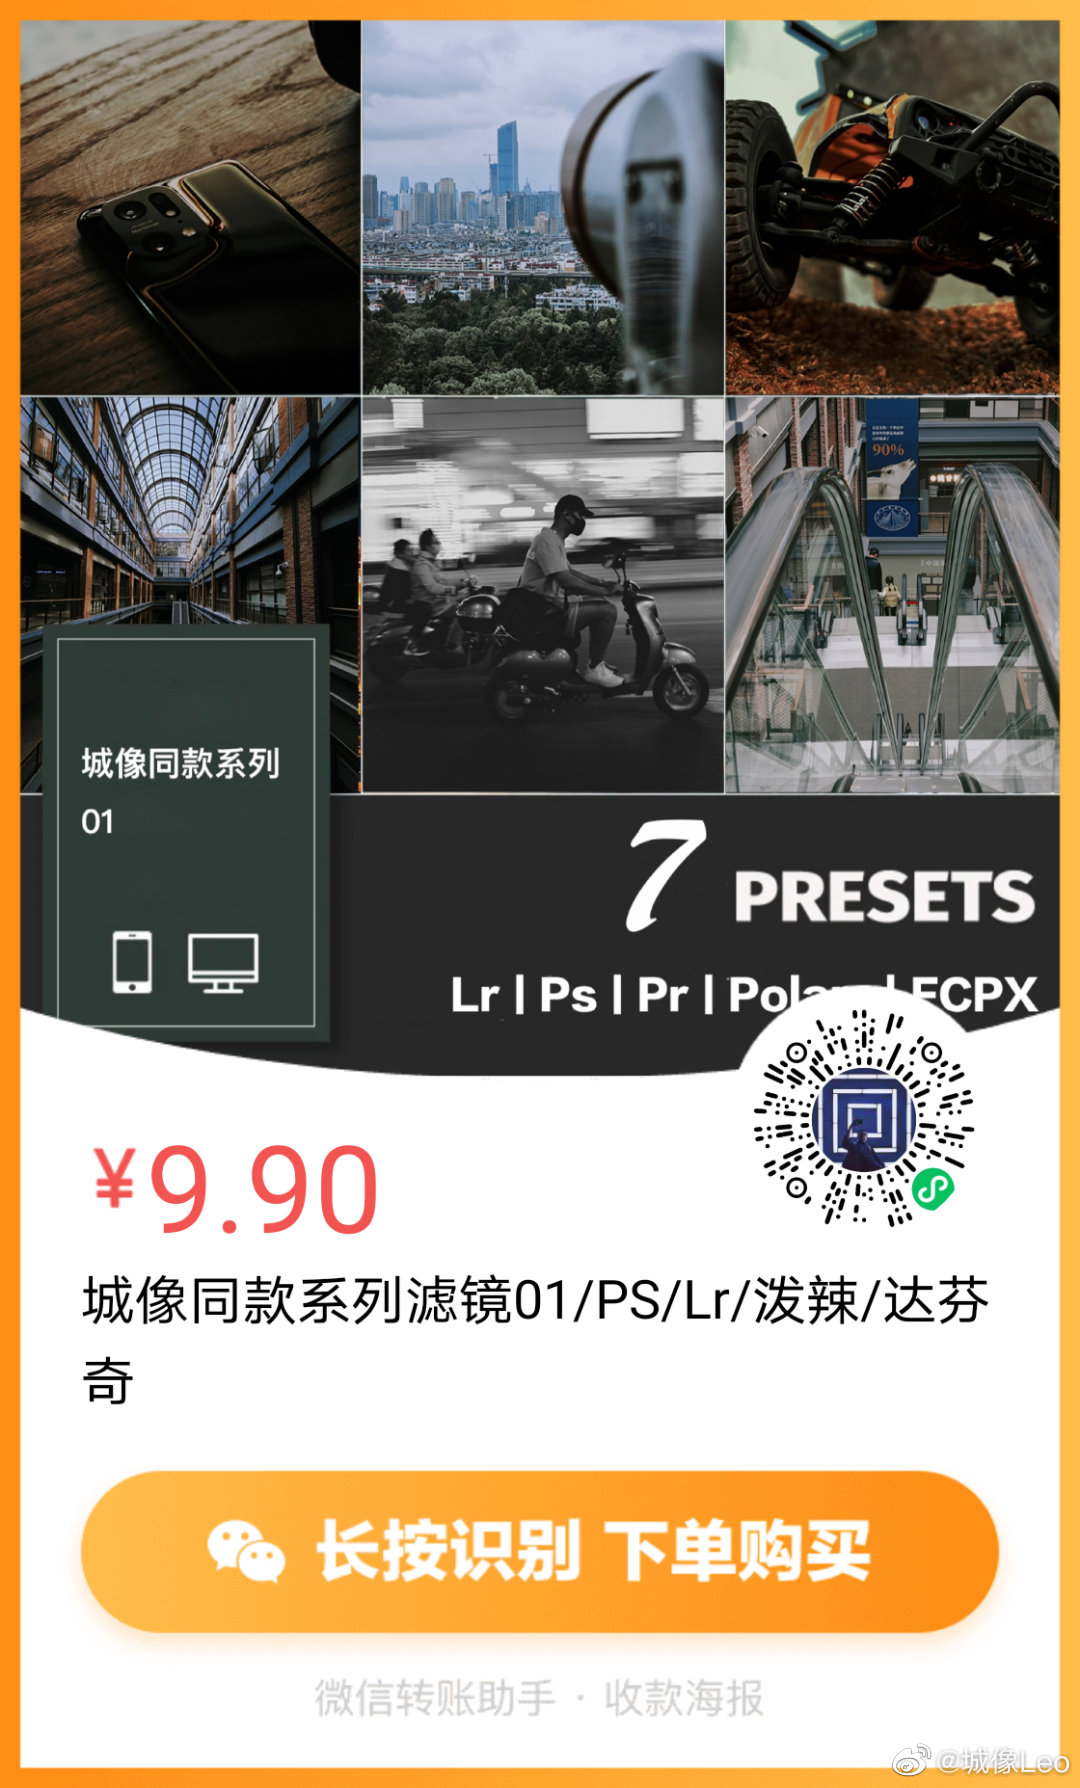 90%
城像同款系列
01
7 PRESETS
Lr | Ps | Pr | FCPX
¥9.90
城像同款系列滤镜01/PS/Lr/泼辣/达芬
奇
长按识别 下单购买
微信转账助手 · 收款海报
@城像Leo